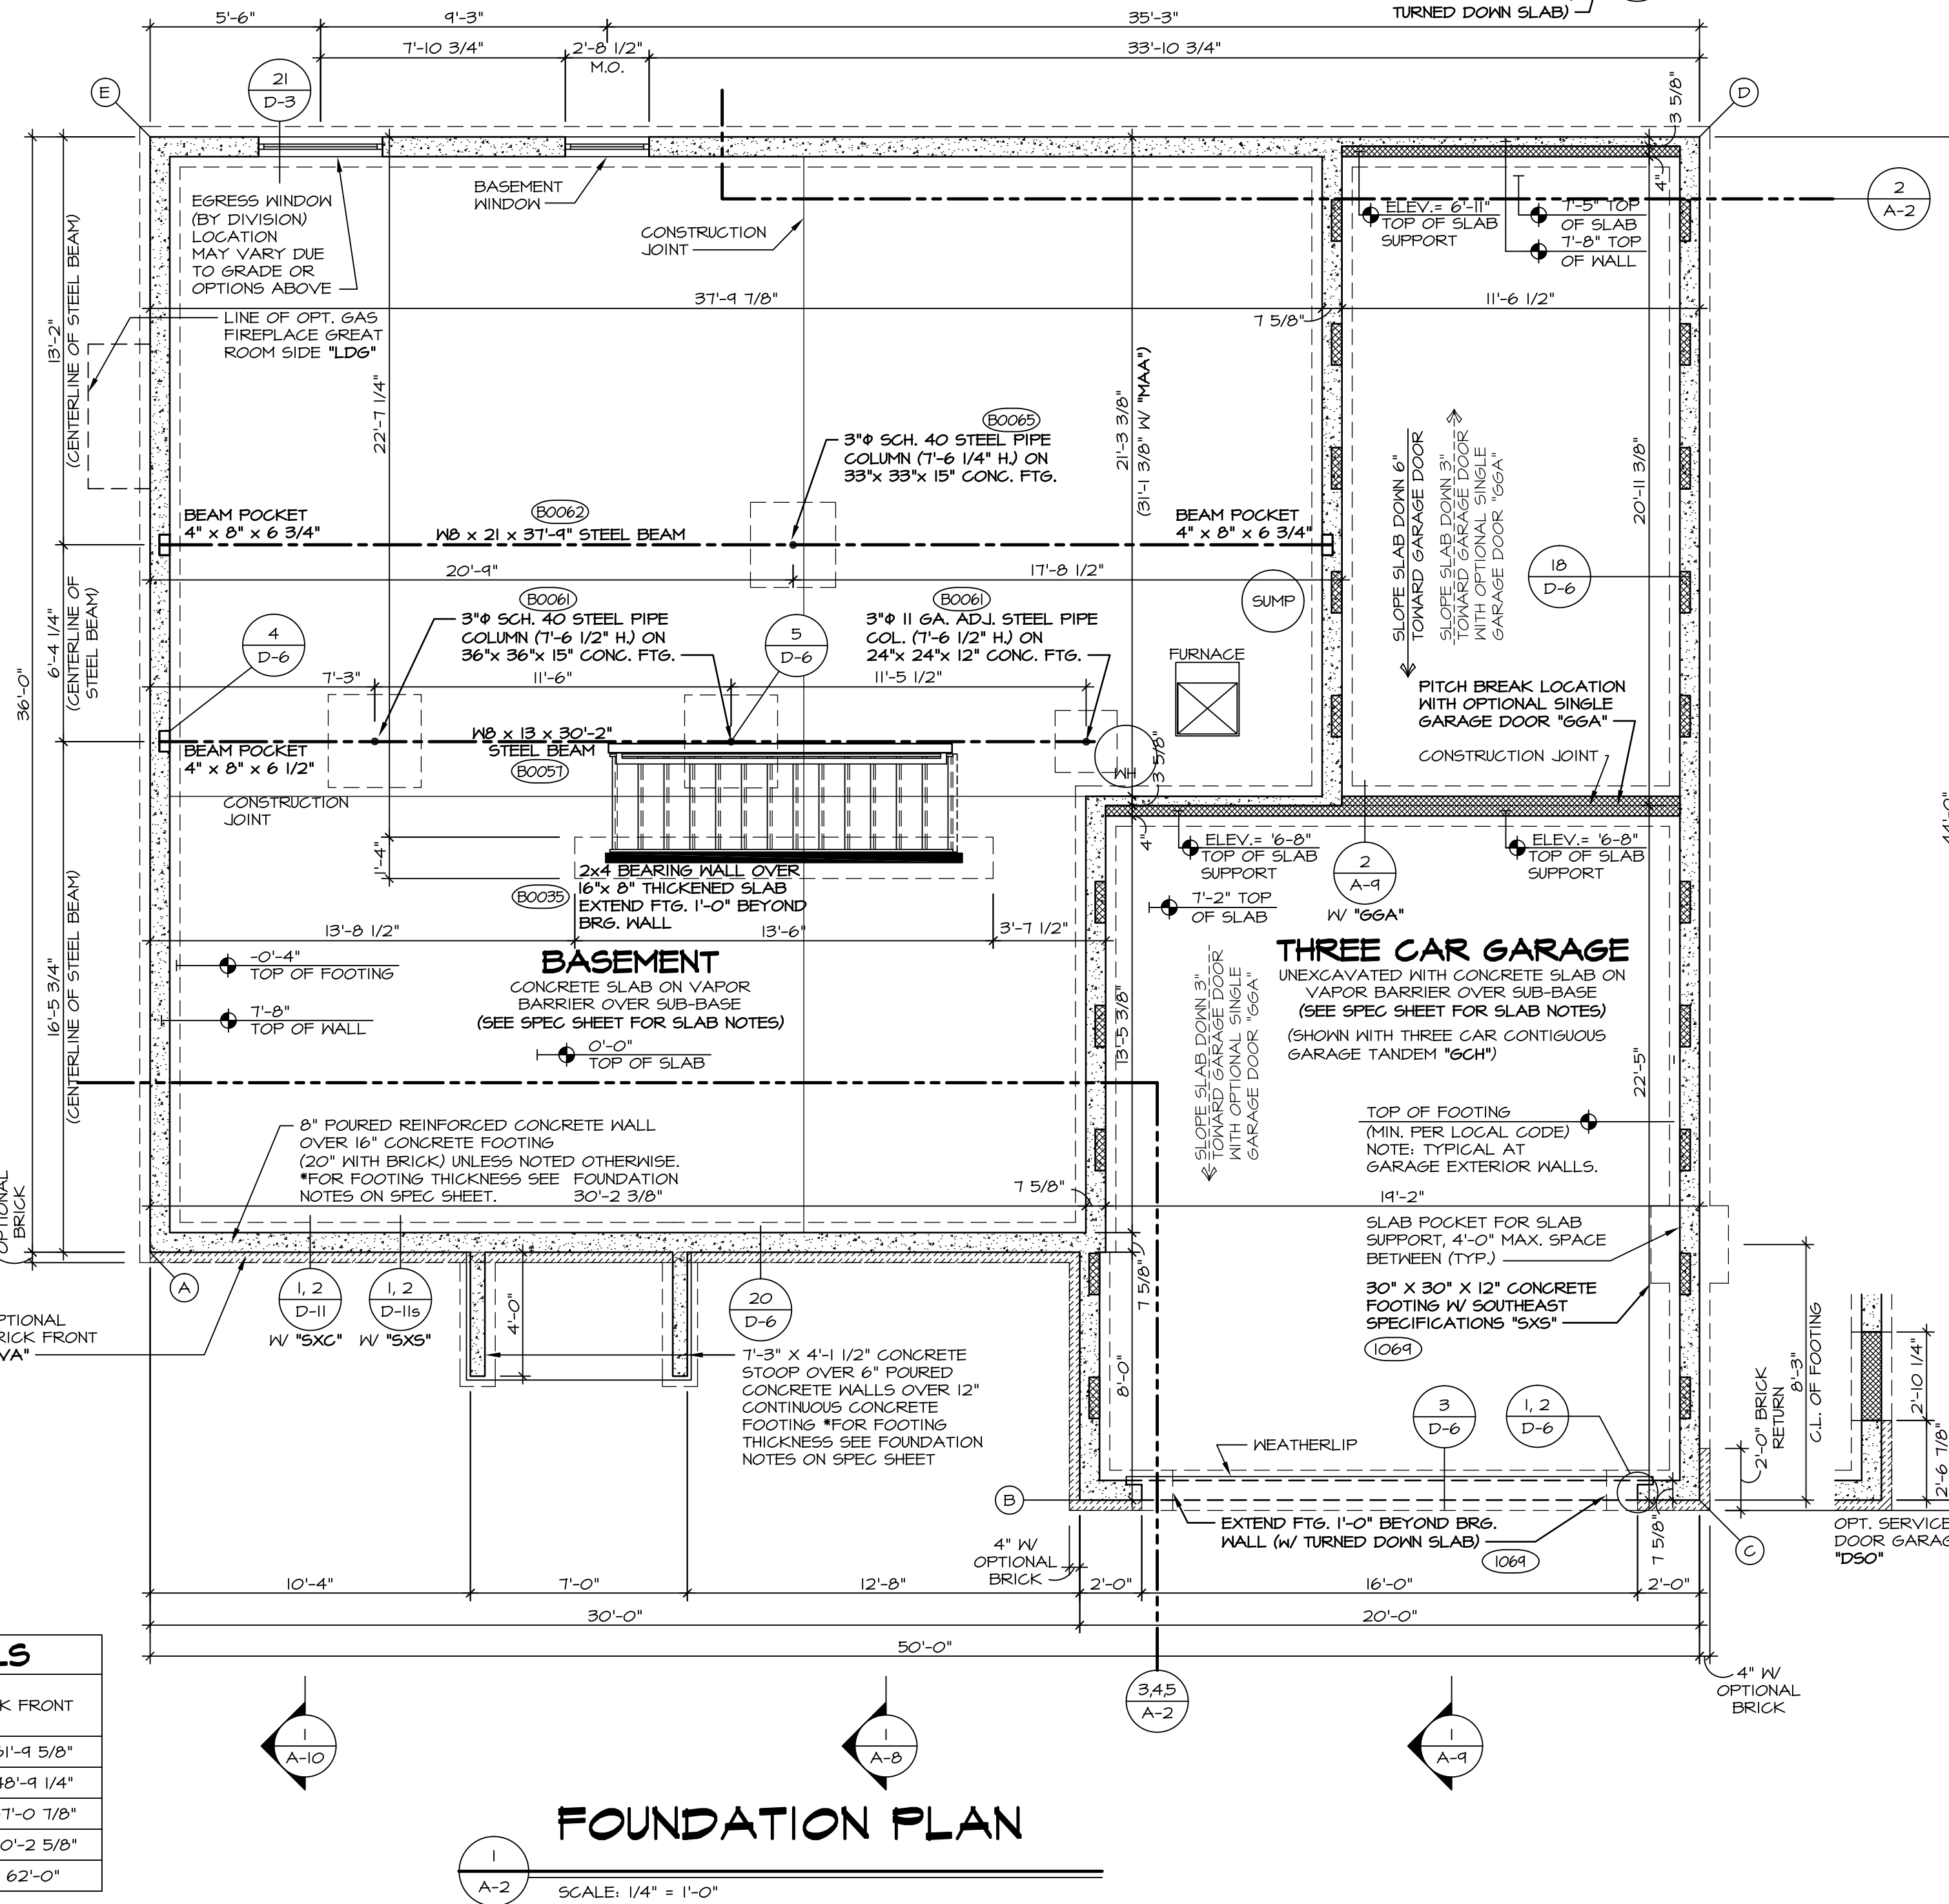 TURNED DOWN SLAB)
5'-6"
9'-3"
35'-3"
7'-10 3/4"
2'-8 1/2"
M.O.
33'-10 3/4"
3 5/8"
E
21
D-3
D
2
A-2
EGRESS WINDOW
(BY DIVISION)
LOCATION
MAY VARY DUE
TO GRADE OR
OPTIONS ABOVE
BASEMENT
WINDOW
CONSTRUCTION
JOINT
4"
ELEV.= 6'-11"
TOP OF SLAB
SUPPORT
7'-5" TOP
OF SLAB
7'-8" TOP
OF WALL
37'-9 7/8"
11'-6 1/2"
7 5/8"
LINE OF OPT. GAS
FIREPLACE GREAT
ROOM SIDE "LDG"
13'-2"
(CENTERLINE OF STEEL BEAM)
22'-7 1/4"
21'-3 3/8"
(31'-1 3/8" W/ "MAA")
B0065
3"Φ SCH. 40 STEEL PIPE
COLUMN (7'-6 1/4" H.) ON
33"x 33"x 15" CONC. FTG.
SLOPE SLAB DOWN 6"
TOWARD GARAGE DOOR
SLOPE SLAB DOWN 3"
TOWARD GARAGE DOOR
WITH OPTIONAL SINGLE
GARAGE DOOR "GGA"
20'-11 3/8"
BEAM POCKET
4" x 8" x 6 3/4"
B0062
W8 x 21 x 37'-9" STEEL BEAM
BEAM POCKET
4" x 8" x 6 3/4"
20'-9"
17'-8 1/2"
18
D-6
SUMP
36'-0"
6'-4 1/4"
(CENTERLINE OF
STEEL BEAM)
4
D-6
B0061
3"Φ SCH. 40 STEEL PIPE
COLUMN (7'-6 1/2" H.) ON
36"x 36"x 15" CONC. FTG.
5
D-6
B0061
3"Φ 11 GA. ADJ. STEEL PIPE
COL. (7'-6 1/2" H.) ON
24"x 24"x 12" CONC. FTG.
FURNACE
7'-3"
11'-6"
11'-5 1/2"
PITCH BREAK LOCATION
WITH OPTIONAL SINGLE
GARAGE DOOR "GGA"
CONSTRUCTION JOINT
BEAM POCKET
4" x 8" x 6 1/2"
W8 x 13 x 30'-2"
STEEL BEAM
B0057
WH
3 5/8"
CONSTRUCTION
JOINT
1'-4"
4"
44'-0"
ELEV.= '6-8"
TOP OF SLAB
SUPPORT
ELEV.= '6-8"
TOP OF SLAB
SUPPORT
2
A-9
W/ "GGA"
B0035
2x4 BEARING WALL OVER
16"x 8" THICKENED SLAB
EXTEND FTG. 1'-0" BEYOND
BRG. WALL
7'-2" TOP
OF SLAB
13'-8 1/2"
13'-6"
3'-7 1/2"
16'-5 3/4"
(CENTERLINE OF STEEL BEAM)
-0'-4"
TOP OF FOOTING
7'-8"
TOP OF WALL
BASEMENT
CONCRETE SLAB ON VAPOR
BARRIER OVER SUB-BASE
(SEE SPEC SHEET FOR SLAB NOTES)
0'-0"
TOP OF SLAB
THREE CAR GARAGE
UNEXCAVATED WITH CONCRETE SLAB ON
VAPOR BARRIER OVER SUB-BASE
(SEE SPEC SHEET FOR SLAB NOTES)
(SHOWN WITH THREE CAR CONTIGUOUS
GARAGE TANDEM "GCH")
13'-5 3/8"
SLOPE SLAB DOWN 3"
TOWARD GARAGE DOOR
WITH OPTIONAL SINGLE
GARAGE DOOR "GGA"
22'-5"
8" POURED REINFORCED CONCRETE WALL
OVER 16" CONCRETE FOOTING
(20" WITH BRICK) UNLESS NOTED OTHERWISE.
*FOR FOOTING THICKNESS SEE FOUNDATION
NOTES ON SPEC SHEET.
30'-2 3/8"
7 5/8"
TOP OF FOOTING
(MIN. PER LOCAL CODE)
NOTE: TYPICAL AT
GARAGE EXTERIOR WALLS.
19'-2"
SLAB POCKET FOR SLAB
SUPPORT, 4'-0" MAX. SPACE
BETWEEN (TYP.)
30" X 30" X 12" CONCRETE
FOOTING W/ SOUTHEAST
SPECIFICATIONS "SXS"
1069
BRICK
A
1, 2
D-11
W/ "SXC"
1, 2
D-11s
W/ "SXS"
PTIONAL
RICK FRONT
VA"
4'-0"
20
D-6
7'-3" X 4'-1 1/2" CONCRETE
STOOP OVER 6" POURED
CONCRETE WALLS OVER 12"
CONTINUOUS CONCRETE
FOOTING *FOR FOOTING
THICKNESS SEE FOUNDATION
NOTES ON SPEC SHEET
7 5/8"
8'-0"
3
D-6
1, 2
D-6
WEATHERLIP
2'-0" BRICK
RETURN
8'-3"
C.L. OF FOOTING
2'-10 1/4"
2'-6 7/8"
B
C
EXTEND FTG. 1'-0" BEYOND BRG.
WALL (w/ TURNED DOWN SLAB)
1069
7 5/8"
OPT. SERVICE
DOOR GARAG
"DSO"
4" W/
OPTIONAL
BRICK
10'-4"
7'-0"
12'-8"
2'-0"
16'-0"
2'-0"
30'-0"
20'-0"
50'-0"
4" W/
OPTIONAL
BRICK
3,4,5
A-2
LS
K FRONT
61'-9 5/8"
48'-9 1/4"
7'-0 7/8"
0'-2 5/8"
62'-0"
1
A-10
1
A-8
1
A-9
FOUNDATION PLAN
1
A-2
SCALE: 1/4" = 1'-0"